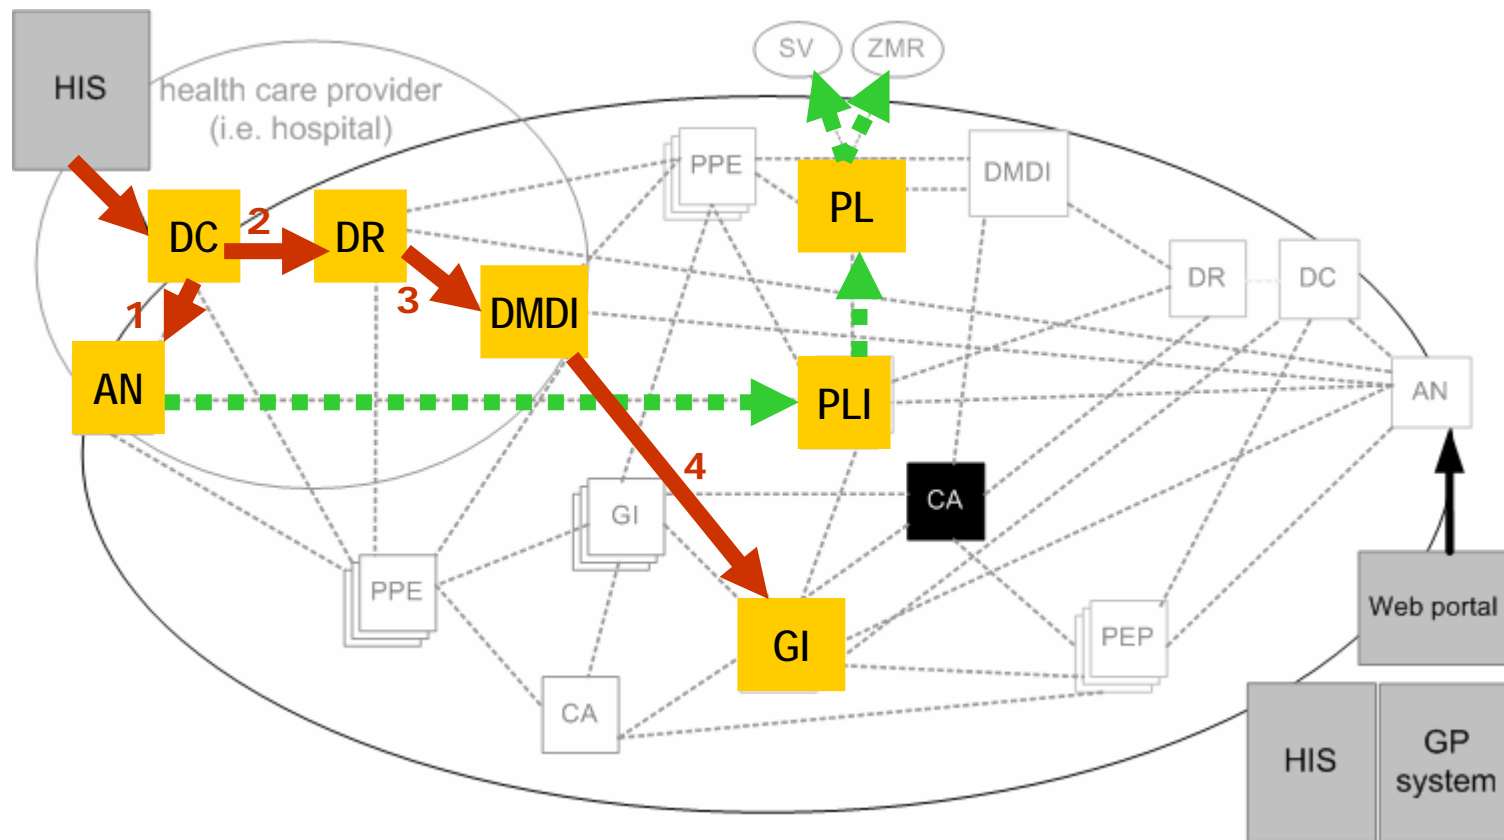 SV
ZMR
HIS
health care provider
(i.e. hospital)
PPE
DMDI
PL
2
DC
DR
DR
DC
3
1
DMDI
AN
PLI
AN
4
CA
GI
PPE
Web portal
GI
PEP
CA
HIS
GP
system